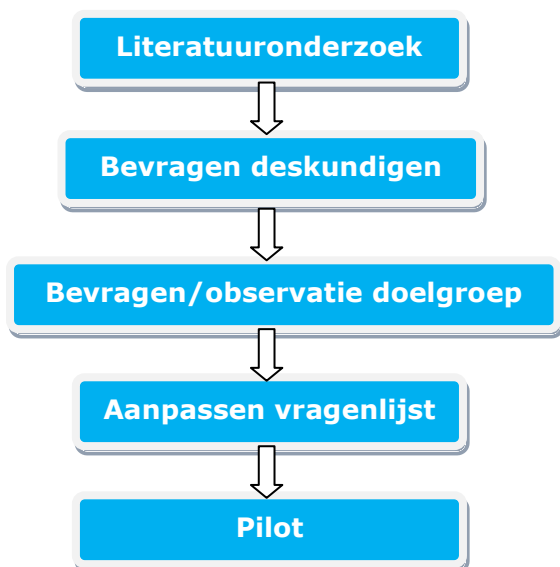 Literatuuronderzoek
Bevragen deskundigen
Bevragen/observatie doelgroep
Aanpassen vragenlijst
Pilot